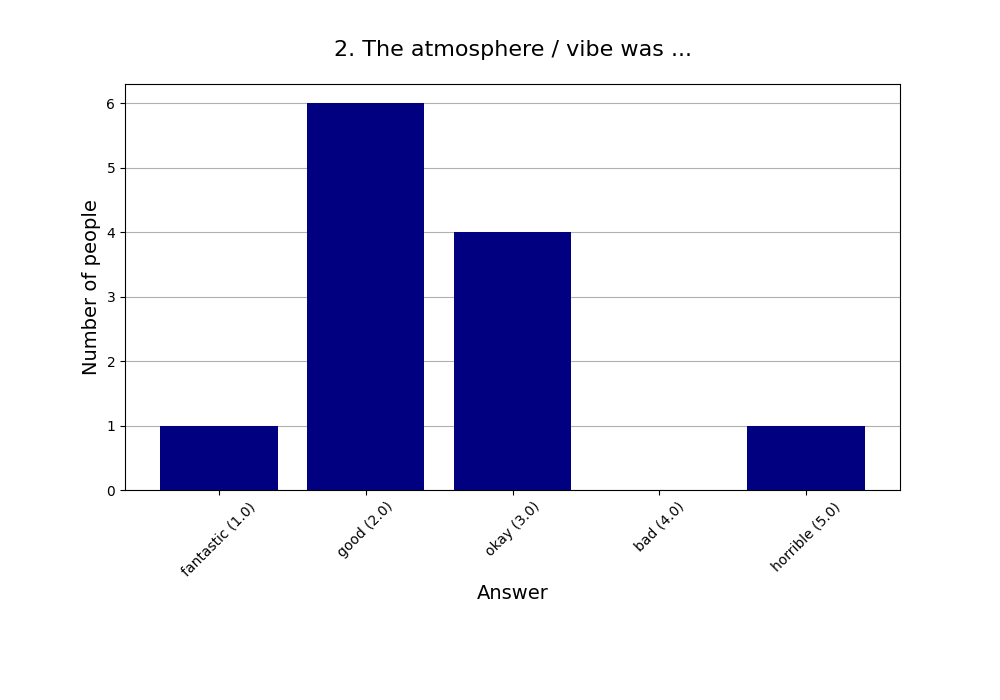 2. The atmosphere / vibe was ...
Number of people
6
5
4
3
2
1
0
fantastic (1.0)
good (2.0)
okay (3.0)
bad (4.0)
horrible (5.0)
Answer